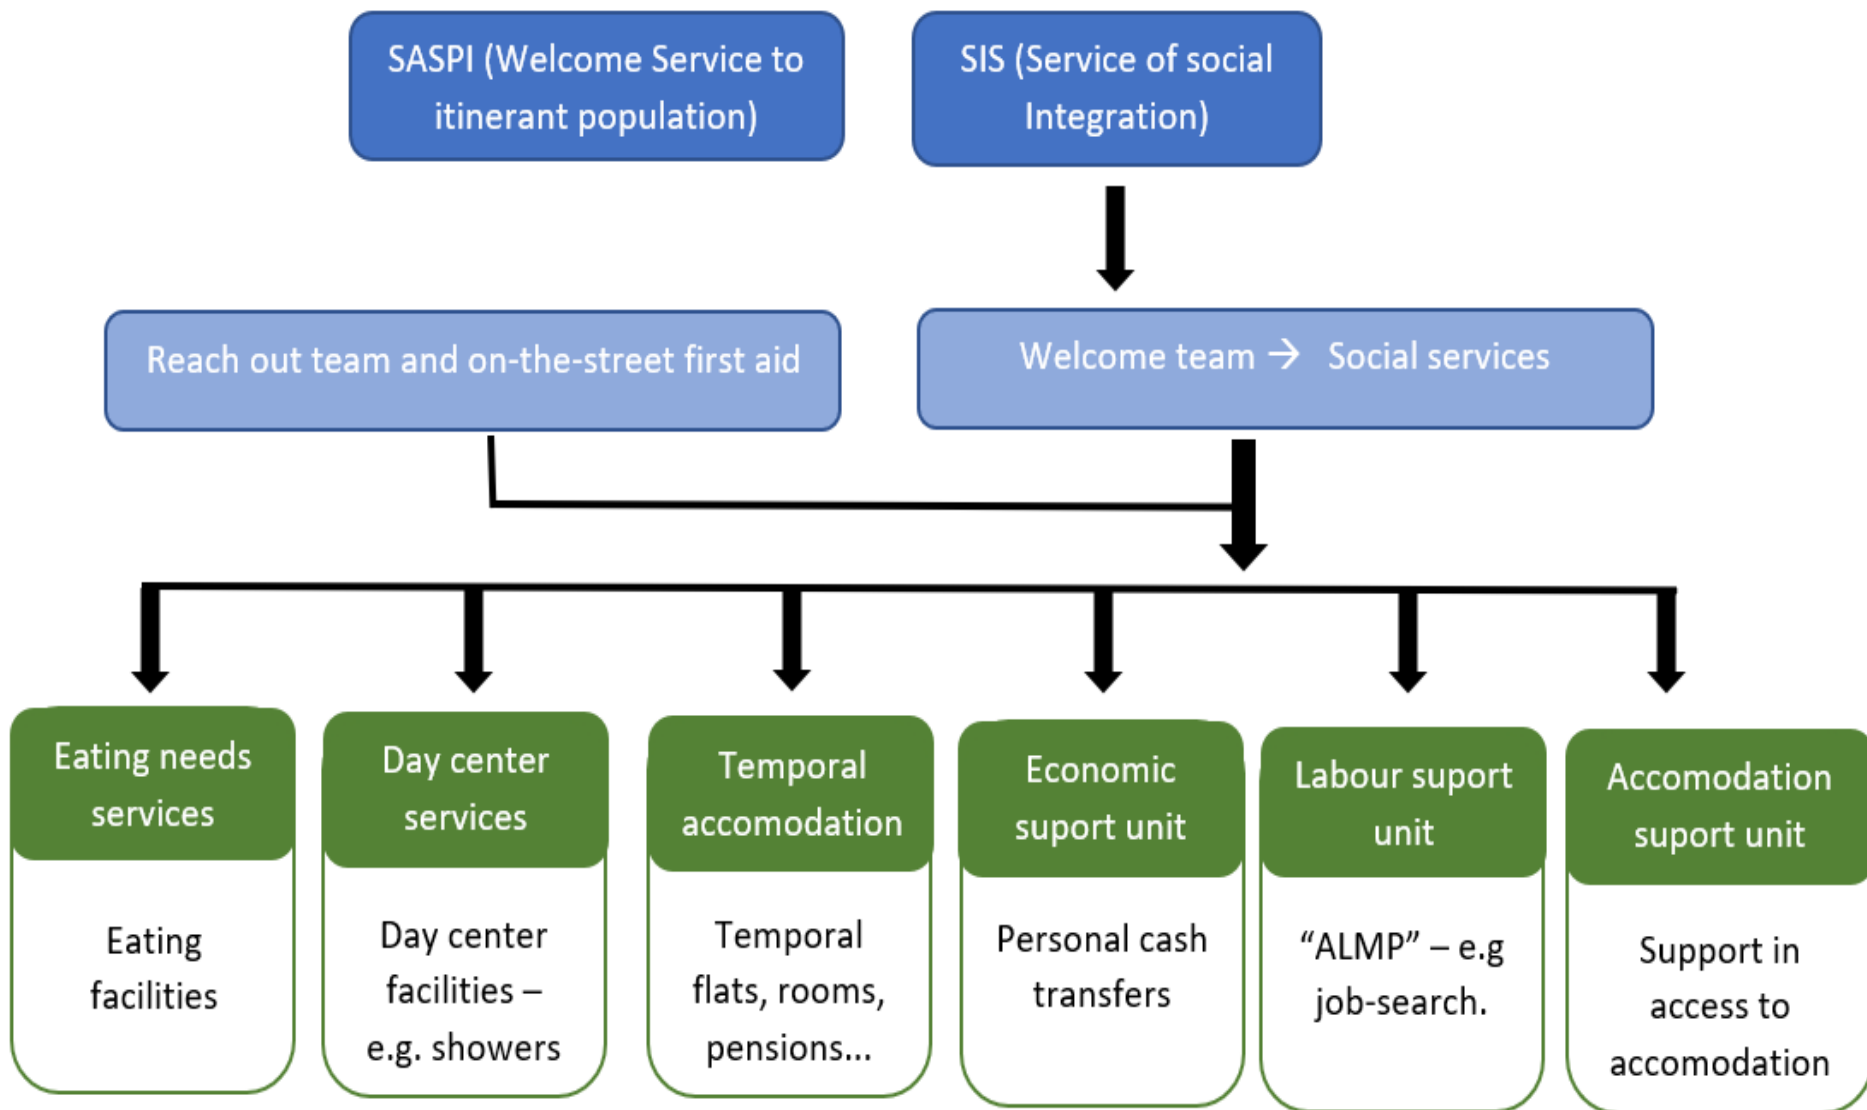 SASPI (Welcome Service to
itinerant population)
SIS (Service of social
Integration)
Reach out team and on-the-street first aid
Welcome team → Social services
Eating needs
services
Eating
facilities
Day center
services
Day center
facilities –
e.g. showers
Temporal
accomodation
Temporal
flats, rooms,
pensions...
Economic
suport unit
Personal cash
transfers
Labour suport
unit
“ALMP” – e.g
job-search.
Accomodation
suport unit
Support in
access to
accomodation